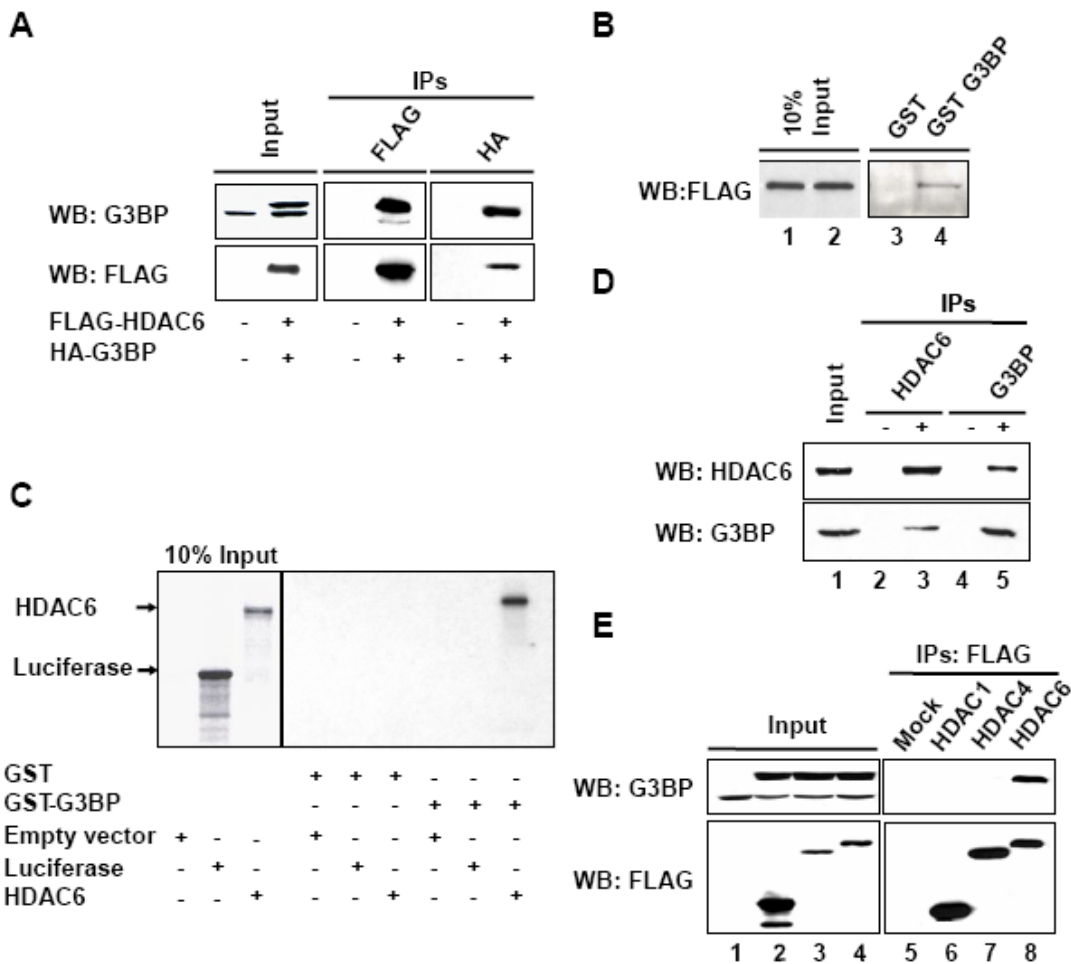 A
IPs
Input
FLAG
HA
WB: G3BP
WB: FLAG
FLAG-HDAC6 - + - + - +
HA-G3BP - + - + - +
B
10% Input
GST
GST G3BP
WB:FLAG
1 2 3 4
C
10% Input
HDAC6
Luciferase
GST + + + - - -
GST-G3BP - - - + + +
Empty vector + - - + - - + - -
Luciferase - + - - + - - + -
HDAC6 - - + - - + - - +
D
IPs
Input
HDAC6
G3BP
- + - +
WB: HDAC6
WB: G3BP
1 2 3 4 5
E
IPs: FLAG
Input
Mock
HDAC1
HDAC4
HDAC6
WB: G3BP
WB: FLAG
1 2 3 4 5 6 7 8